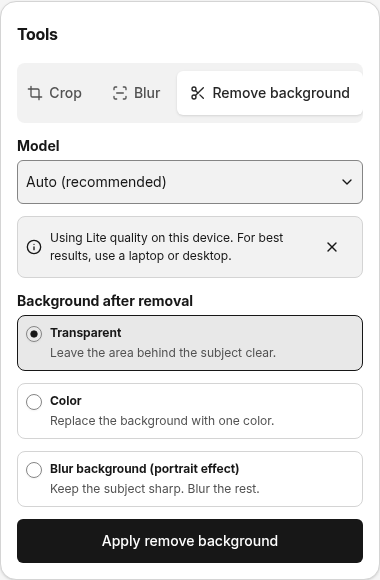 Tools
Crop
Blur
Remove background
Model
Auto (recommended)
Using Lite quality on this device. For best
results, use a laptop or desktop.
Background after removal
Transparent
Leave the area behind the subject clear.
Color
Replace the background with one color.
Blur background (portrait effect)
Keep the subject sharp. Blur the rest.
Apply remove background